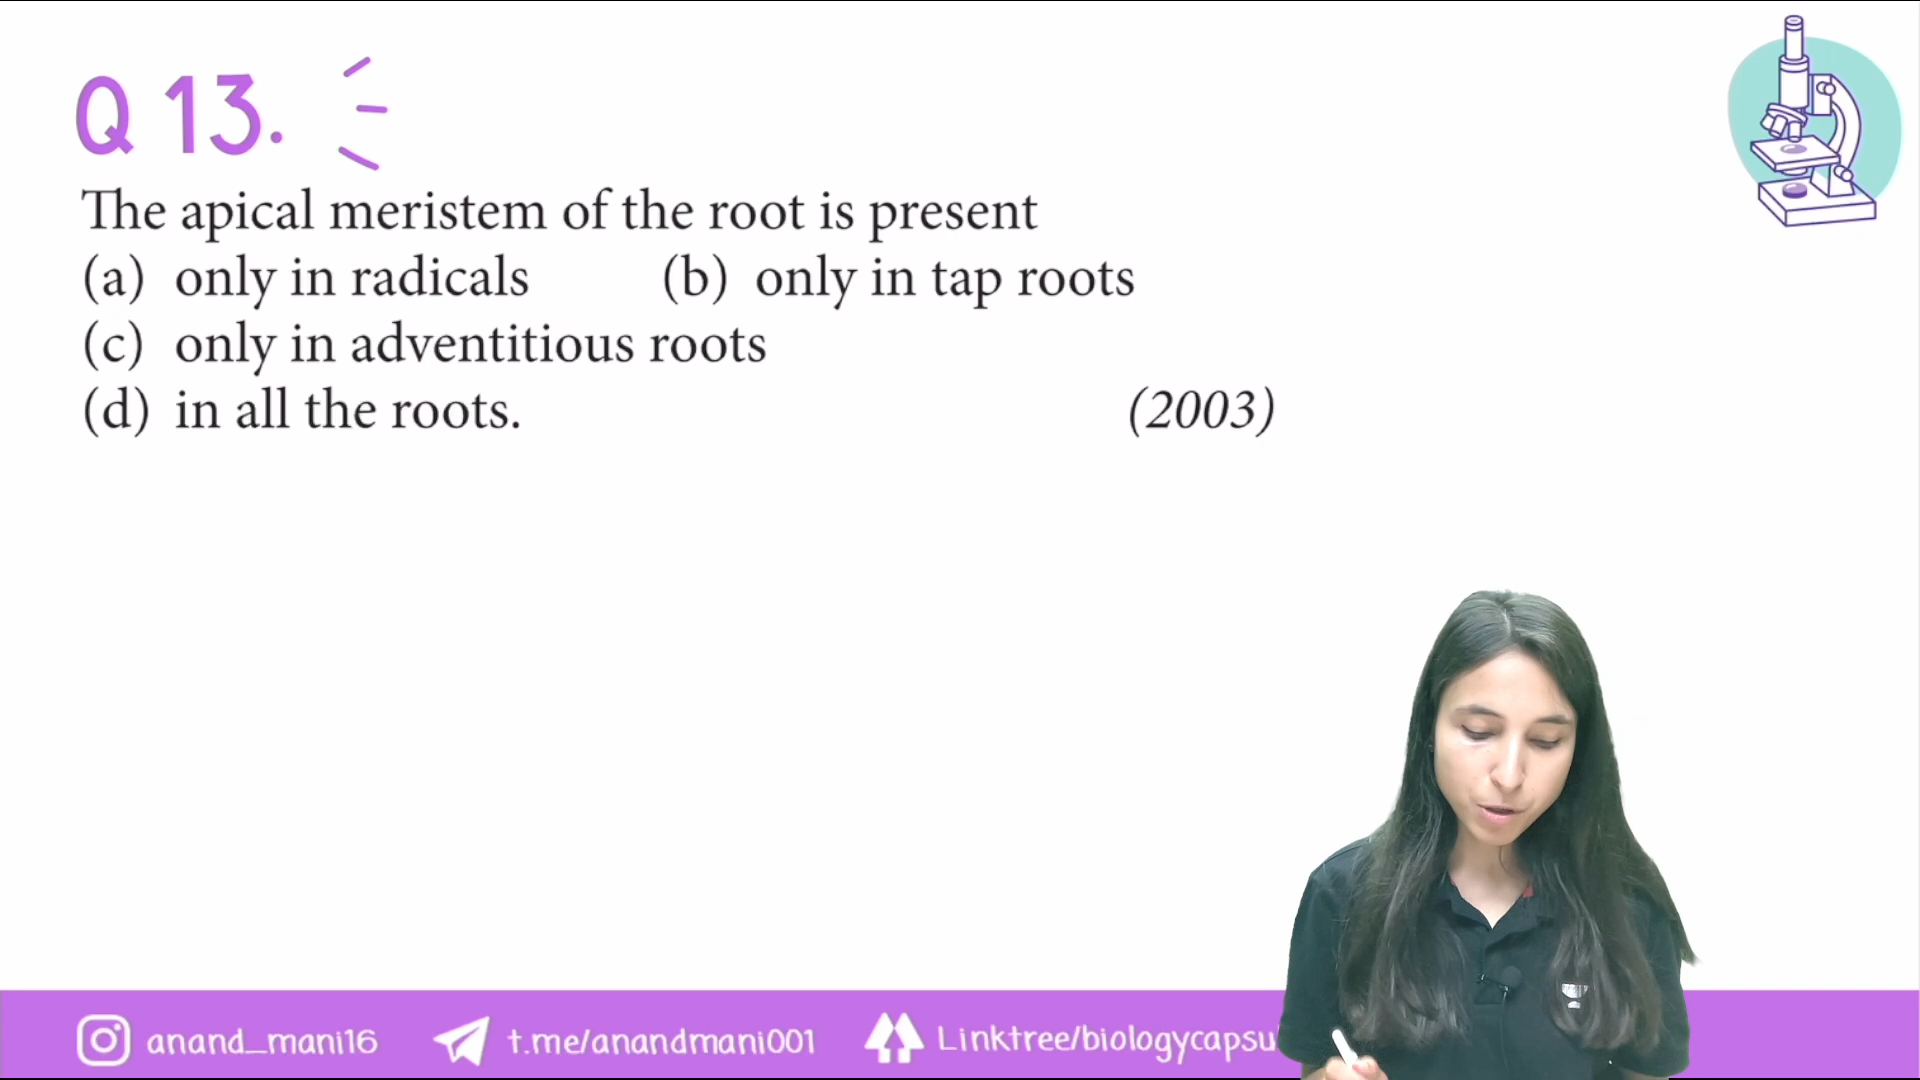 Q 13.
The apical meristem of the root is present
(a) only in radicals (b) only in tap roots
(c) only in adventitious roots
(d) in all the roots. (2003)
anand_mani16 t.me/anandmani001 Linktree/biologycapsu